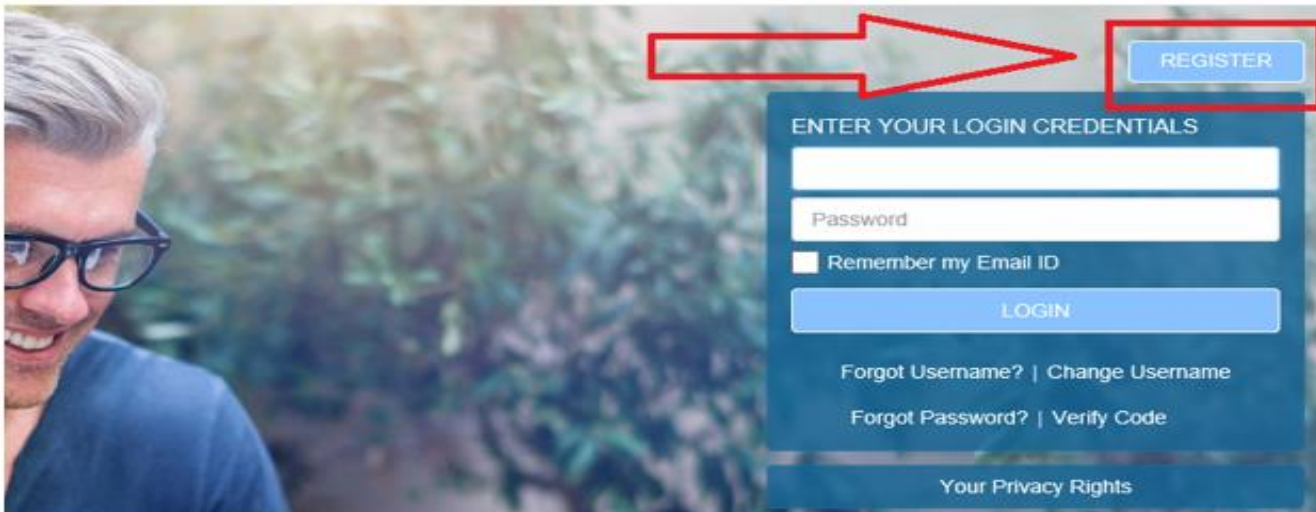 REGISTER
ENTER YOUR LOGIN CREDENTIALS
Password
Remember my Email ID
LOGIN
Forgot Username? | Change Username
Forgot Password? | Verify Code
Your Privacy Rights